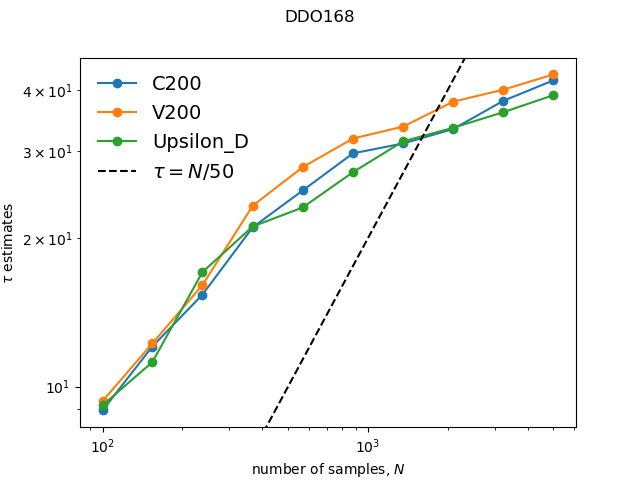 DDO168
C200
V200
Upsilon_D
τ = N/50
4 × 10¹
3 × 10¹
2 × 10¹
10¹
τ estimates
10²
10³
number of samples, N